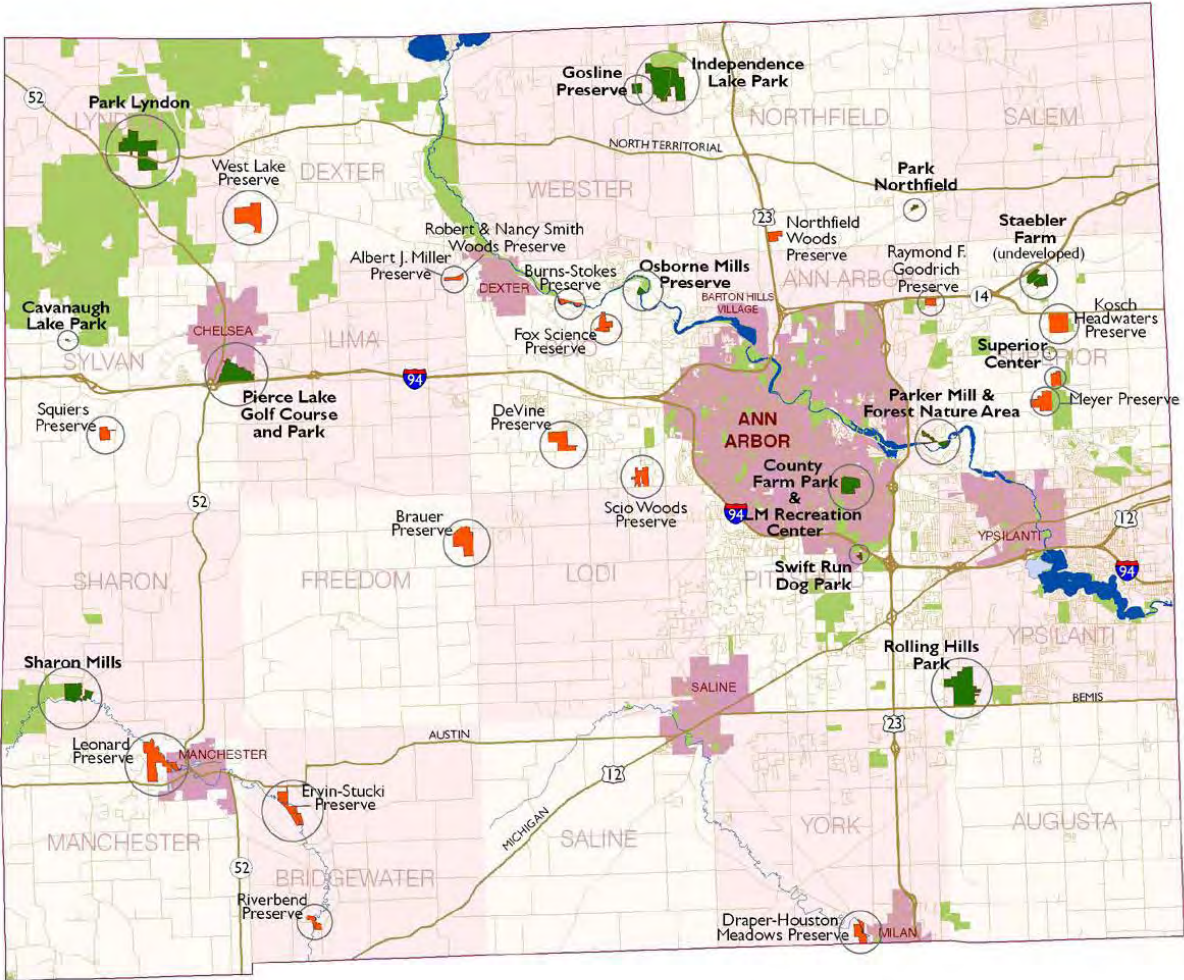 Gosline
Preserve
Independence
Lake Park
52
Park Lyndon
NORTHFIELD
SALEM
NORTH TERRITORIAL
DEXTER
West Lake
Preserve
WEBSTER
Park
Northfield
23
Northfield
Woods
Preserve
Staebler
Farm
(undeveloped)
Robert & Nancy Smith
Woods Preserve
Albert J. Miller
Preserve
Burns-Stokes
Preserve
Osborne Mills
Preserve
Raymond F.
Goodrich
Preserve
14
DEXTER
BARTON HILLS
VILLAGE
Kosch
Headwaters
Preserve
Cavanaugh
Lake Park
CHELSEA
LIMA
Fox Science
Preserve
Superior
Center
SYLVAN
94
Pierce Lake
Golf Course
and Park
Meyer Preserve
Parker Mill &
Forest Nature Area
Squiers
Preserve
DeVine
Preserve
ANN
ARBOR
County
Farm Park
&
LM Recreation
Center
52
Scio Woods
Preserve
94
12
Brauer
Preserve
YPSILANTI
Swift Run
Dog Park
94
SHARON
FREEDOM
LODI
YPSILANTI
Sharon Mills
Rolling Hills
Park
SALINE
BEMIS
23
Leonard
Preserve
MANCHESTER
AUSTIN
12
Ervin-Stucki
Preserve
MICHIGAN
MANCHESTER
SALINE
YORK
AUGUSTA
52
BRIDGEWATER
Riverbend
Preserve
Draper-Houston
Meadows Preserve
MILAN